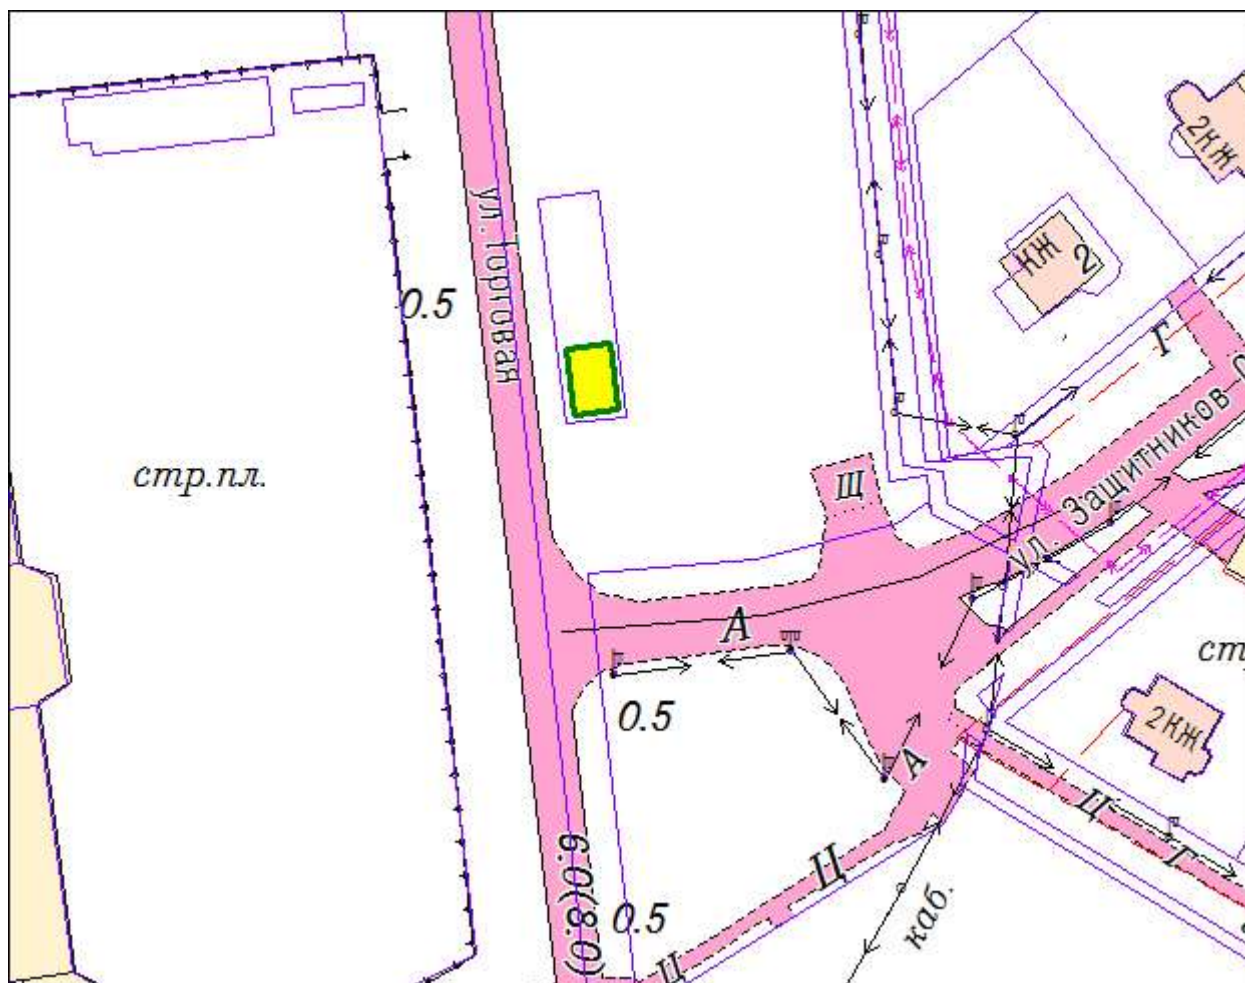 2КЖ
КЖ
2
ул. Торговая
0.5
Г
ул. Защитников О
стр.пл.
Щ
А
ст
0.5
2КЖ
А
Ц
Г
Ц
6.0(8.0)
0.5
каб.
Ц